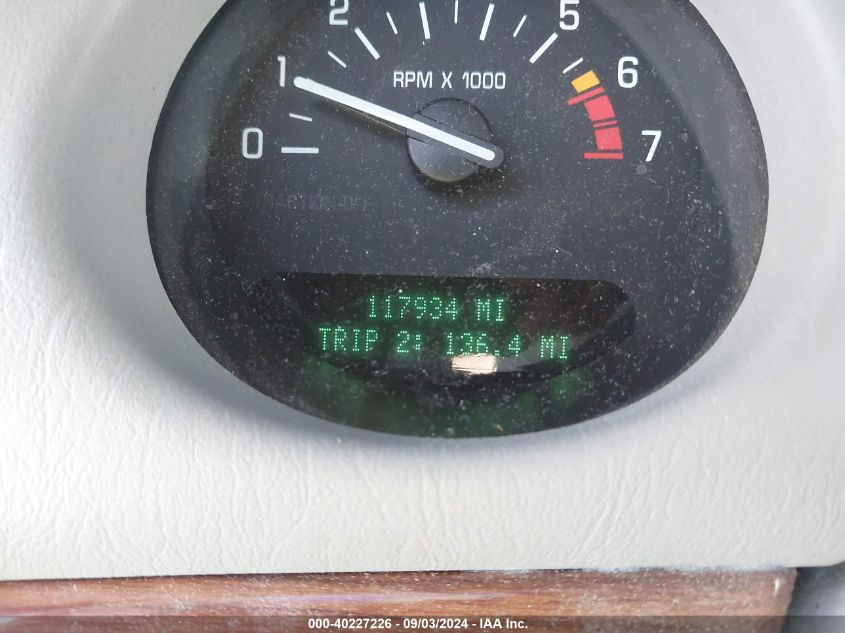 2 5
1 RPM X 1000 6
0 7
117934 MI
TRIP 2: 136.4 MI
000-40227226 - 09/03/2024 - IAA Inc.